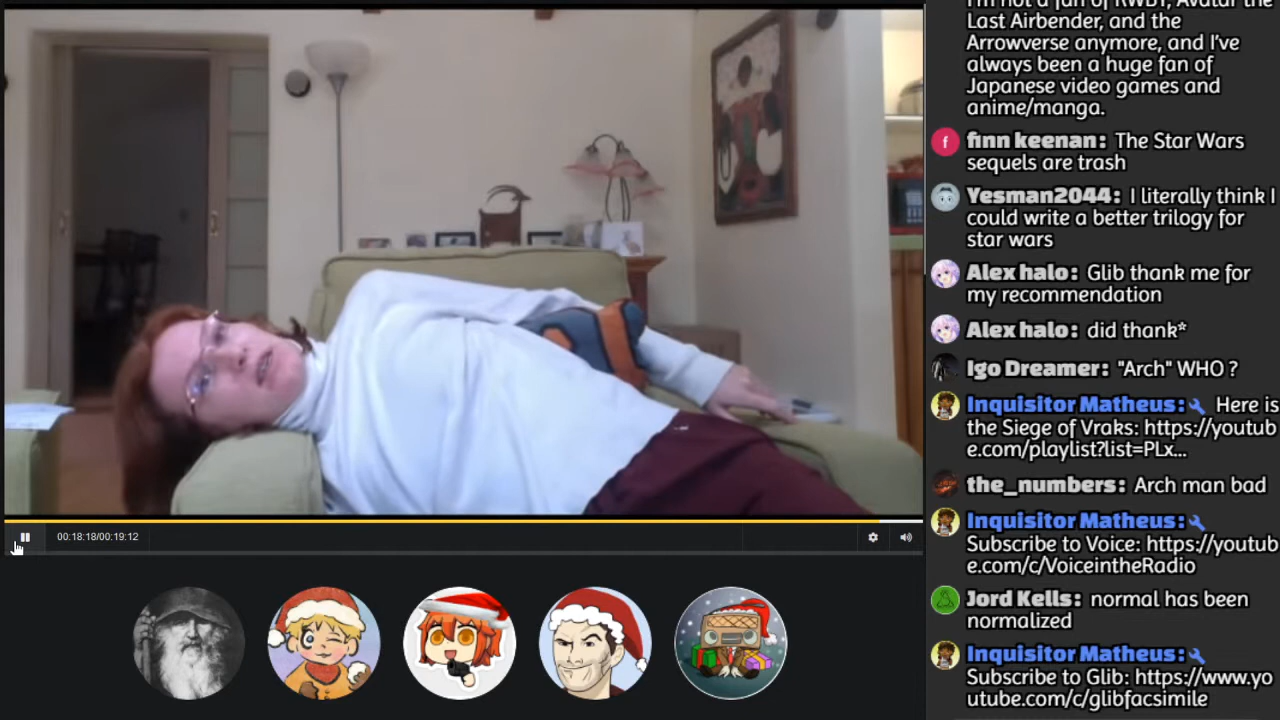 I'm not a fan of RWBY, Avatar the
Last Airbender, and the
Arrowverse anymore, and I've
always been a huge fan of
Japanese video games and
anime/manga.
f
finn keenan: The Star Wars
sequels are trash
Yesman2044: I literally think I
could write a better trilogy for
star wars
Alex halo: Glib thank me for
my recommendation
Alex halo: did thank*
Igo Dreamer: "Arch" WHO ?
Inquisitor Matheus: Here is
the Siege of Vraks: https://youtub
e.com/playlist?list=PLx...
the_numbers: Arch man bad
Inquisitor Matheus:
Subscribe to Voice: https://youtub
e.com/c/VoiceintheRadio
Jord Kells: normal has been
normalized
Inquisitor Matheus:
Subscribe to Glib: https://www.yo
utube.com/c/glibfacsimile
00:18:18/00:19:12